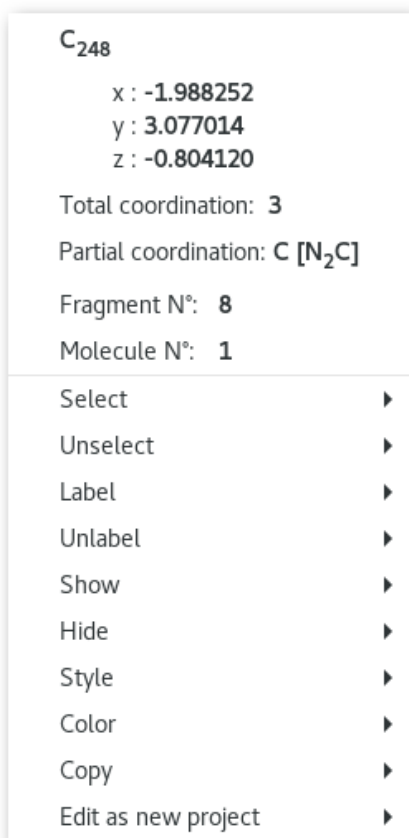 C248
x : -1.988252
y : 3.077014
z : -0.804120
Total coordination: 3
Partial coordination: C [N2C]
Fragment N°: 8
Molecule N°: 1
Select
Unselect
Label
Unlabel
Show
Hide
Style
Color
Copy
Edit as new project